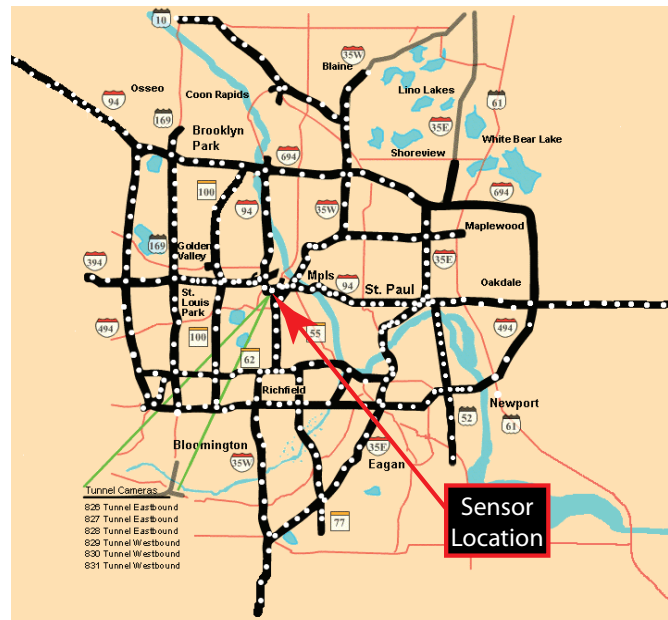 10
35W
Blaine
Osseo
94
Coon Rapids
Lino Lakes
61
169
Brooklyn
Park
35E
White Bear Lake
694
Shoreview
100
694
94
35W
Maplewood
169
Golden
Valley
35E
394
Mpls
94
St. Paul
Oakdale
St.
Louis
Park
494
100
55
494
62
Richfield
Newport
52
61
Bloomington
35W
35E
Eagan
Tunnel Cameras
826 Tunnel Eastbound
827 Tunnel Eastbound
828 Tunnel Eastbound
829 Tunnel Westbound
830 Tunnel Westbound
831 Tunnel Westbound
77
Sensor
Location